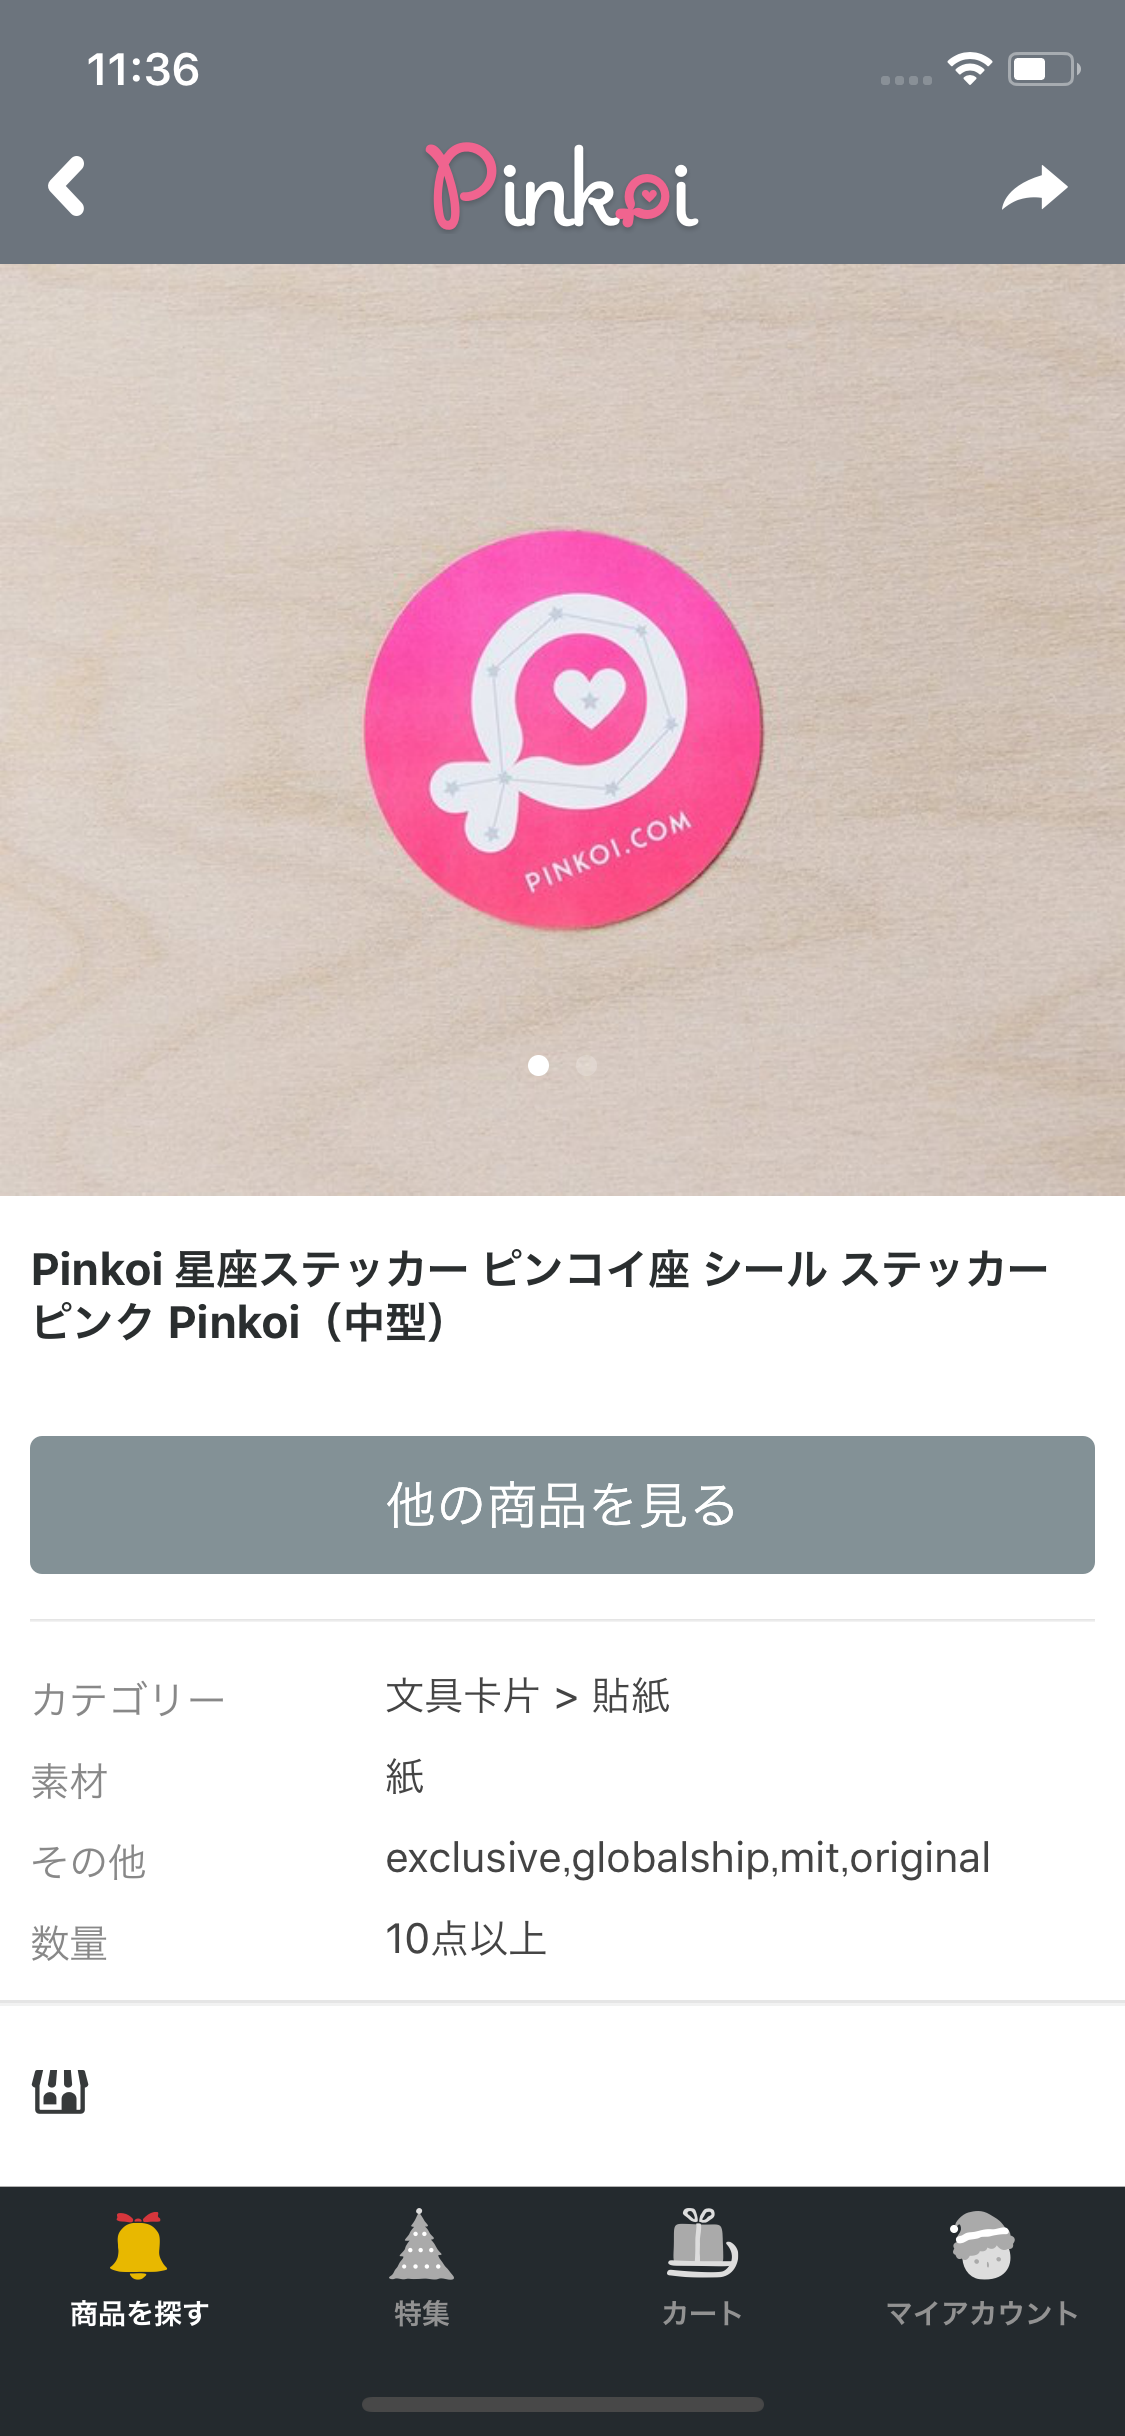 11:36
Pinkoi
PINKOI.COM
Pinkoi 星座ステッカー ピンコイ座 シール ステッカー
ピンク Pinkoi（中型）
他の商品を見る
カテゴリー 文具卡片 > 貼紙
素材 紙
その他 exclusive,globalship,mit,original
数量 10点以上
商品を探す 特集 カート マイアカウント